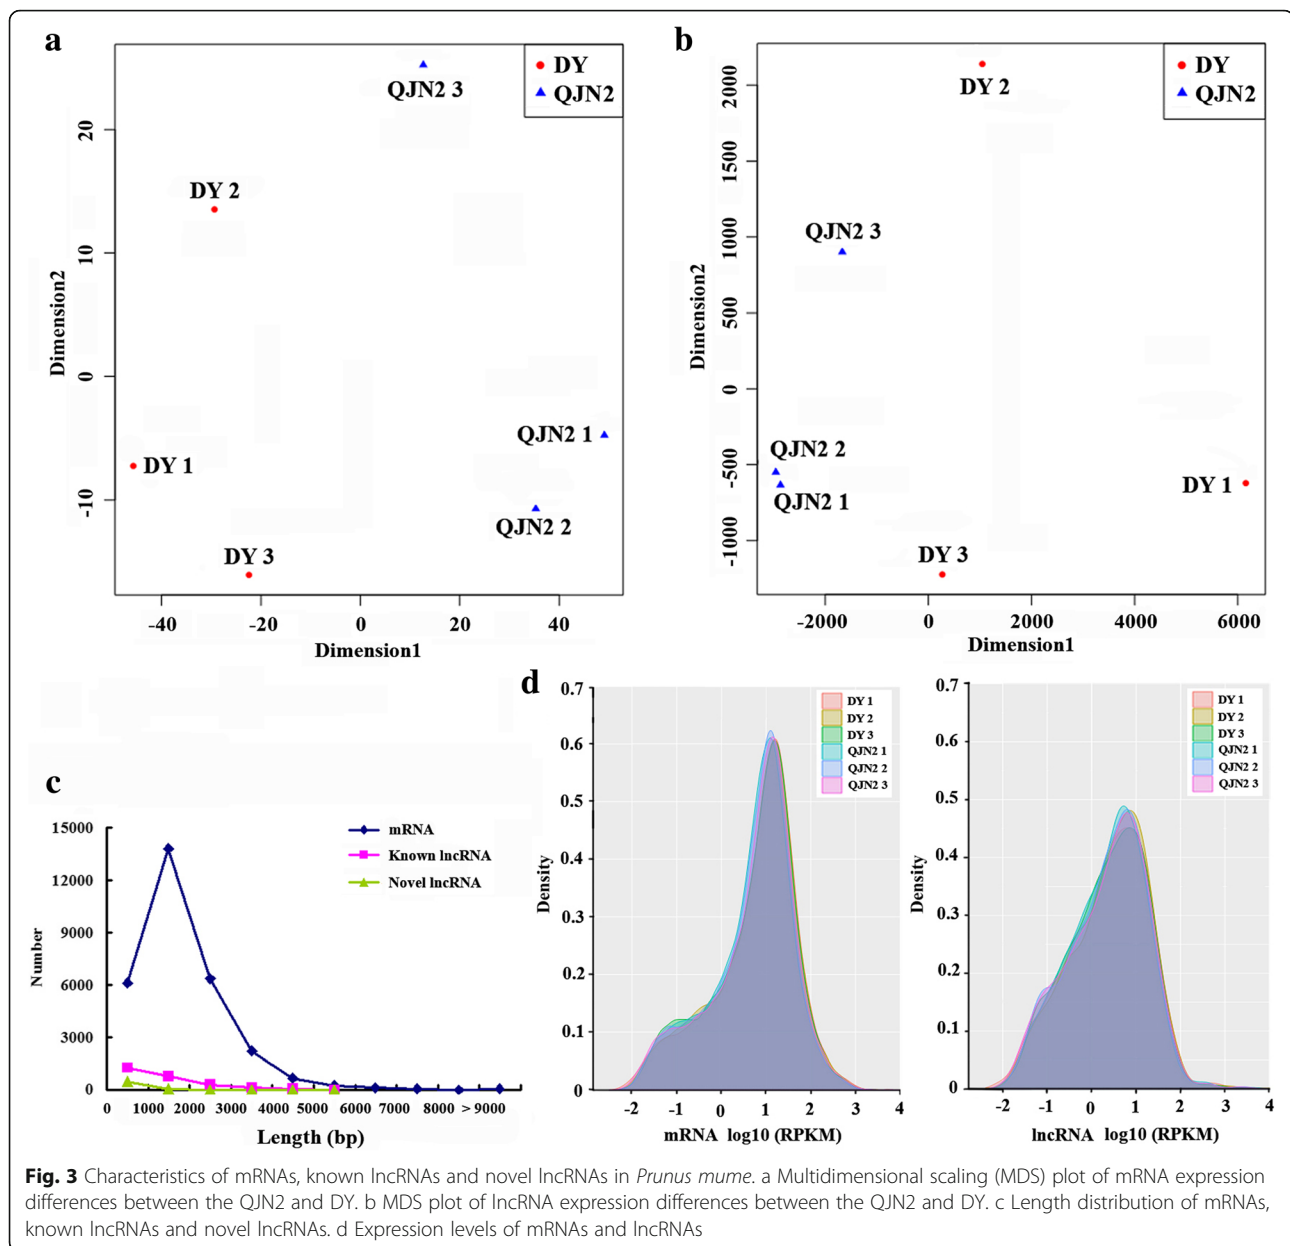 a
DY
QJN2
QJN2 3
DY 2
QJN2 1
DY 1
QJN2 2
DY 3
20
10
0
-10
Dimension2
-40 -20 0 20 40
Dimension1
b
DY
QJN2
DY 2
QJN2 3
QJN2 2
QJN2 1
DY 1
DY 3
2000
1500
1000
500
0
-500
-1000
Dimension2
-2000 0 2000 4000 6000
Dimension1
c
mRNA
Known lncRNA
Novel lncRNA
15000
12000
9000
6000
3000
0
Number
0 1000 2000 3000 4000 5000 6000 7000 8000 > 9000
Length (bp)
d
0.7
0.6
0.5
0.4
0.3
0.2
0.1
0
Density
DY 1
DY 2
DY 3
QJN2 1
QJN2 2
QJN2 3
-2 -1 0 1 2 3 4
mRNA log10 (RPKM)
0.7
0.6
0.5
0.4
0.3
0.2
0.1
0
Density
DY 1
DY 2
DY 3
QJN2 1
QJN2 2
QJN2 3
-2 -1 0 1 2 3 4
lncRNA log10 (RPKM)
Fig. 3 Characteristics of mRNAs, known lncRNAs and novel lncRNAs in Prunus mume. a Multidimensional scaling (MDS) plot of mRNA expression
differences between the QJN2 and DY. b MDS plot of lncRNA expression differences between the QJN2 and DY. c Length distribution of mRNAs,
known lncRNAs and novel lncRNAs. d Expression levels of mRNAs and lncRNAs